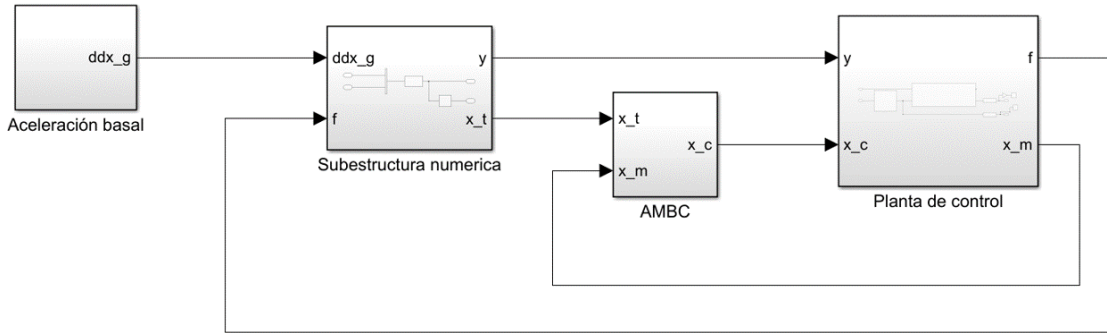 ddx_g
Aceleración basal
ddx_g
y
f
x_t
Subestructura numerica
x_t
x_c
x_m
AMBC
y
f
x_c
x_m
Planta de control